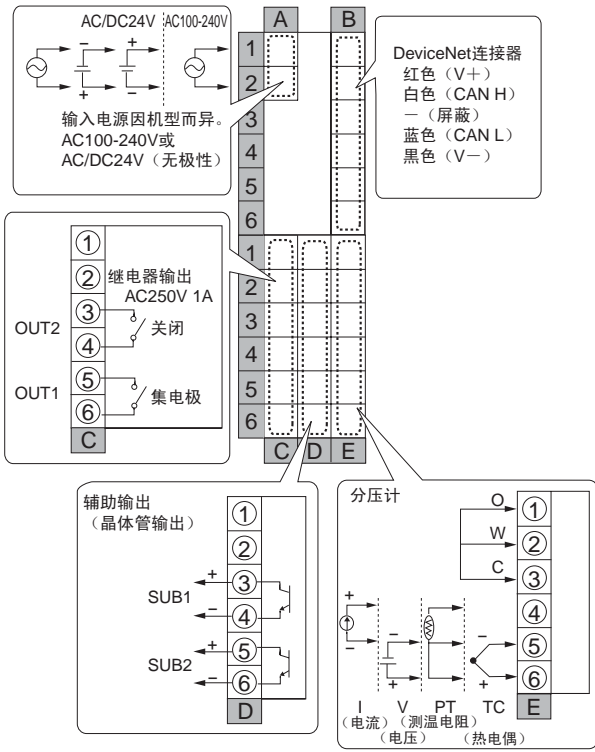 AC/DC24V AC100-240V
− + − +
+ −
输入电源因机型而异。
AC100-240V或
AC/DC24V（无极性）
A B
1
2
3
4
5
6
1
2
3
4
5
6
C D E
DeviceNet连接器
红色（V＋）
白色（CAN H）
－（屏蔽）
蓝色（CAN L）
黑色（V－）
①
② 继电器输出
AC250V 1A
OUT2 ③ 关闭
④
OUT1 ⑤ 集电极
⑥
C
辅助输出
（晶体管输出）
①
②
SUB1 + ③
− ④
SUB2 + ⑤
− ⑥
D
分压计
O ①
W ②
C ③
④
+ − − ⑤
− + + ⑥
I V PT TC E
（电流）（测温电阻）
（电压） （热电偶）